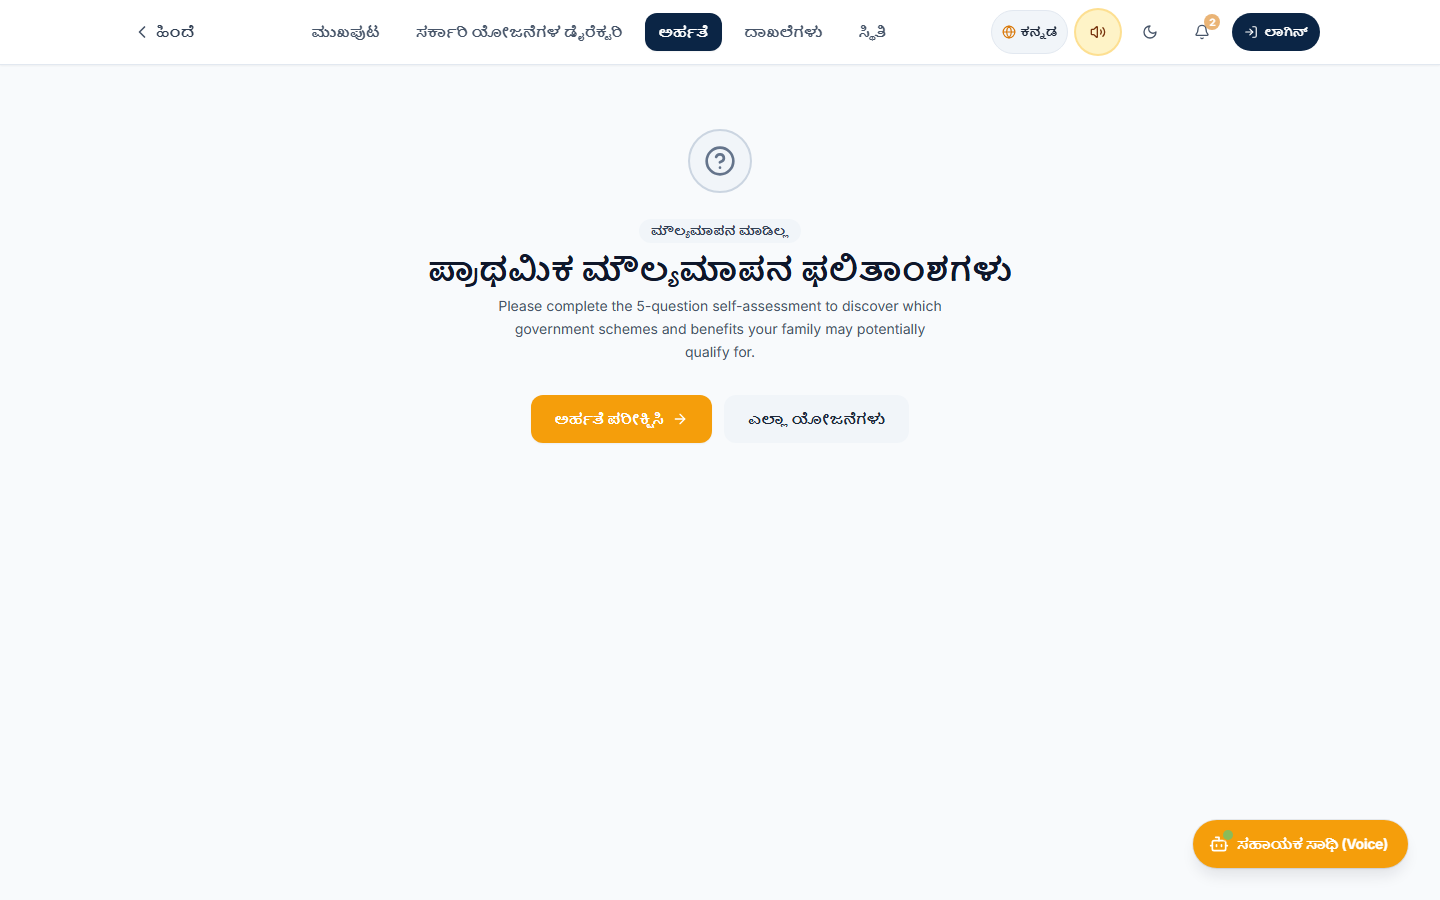 ಹಿಂದೆ
ಮುಖಪುಟ
ಸರ್ಕಾರಿ ಯೋಜನೆಗಳ ಡೈರೆಕ್ಟರಿ
ಅರ್ಹತೆ
ದಾಖಲೆಗಳು
ಸ್ಥಿತಿ
ಕನ್ನಡ
2
ಲಾಗಿನ್
ಮೌಲ್ಯಮಾಪನ ಮಾಡಿಲ್ಲ
ಪ್ರಾಥಮಿಕ ಮೌಲ್ಯಮಾಪನ ಫಲಿತಾಂಶಗಳು
Please complete the 5-question self-assessment to discover which
government schemes and benefits your family may potentially
qualify for.
ಅರ್ಹತೆ ಪರೀಕ್ಷಿಸಿ
ಎಲ್ಲಾ ಯೋಜನೆಗಳು
ಸಹಾಯಕ ಸಾಥಿ (Voice)